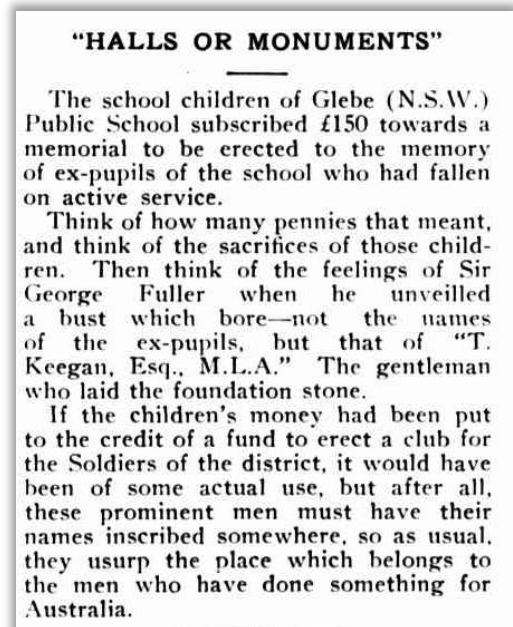 "HALLS OR MONUMENTS"
The school children of Glebe (N.S.W.)
Public School subscribed £150 towards a
memorial to be erected to the memory
of ex-pupils of the school who had fallen
on active service.
Think of how many pennies that meant,
and think of the sacrifices of those child-
ren. Then think of the feelings of Sir
George Fuller when he unveilled
a bust which bore—not the names
of the ex-pupils, but that of "T.
Keegan, Esq., M.L.A." The gentleman
who laid the foundation stone.
If the children's money had been put
to the credit of a fund to erect a club for
the Soldiers of the district, it would have
been of some actual use, but after all,
these prominent men must have their
names inscribed somewhere, so as usual,
they usurp the place which belongs to
the men who have done something for
Australia.